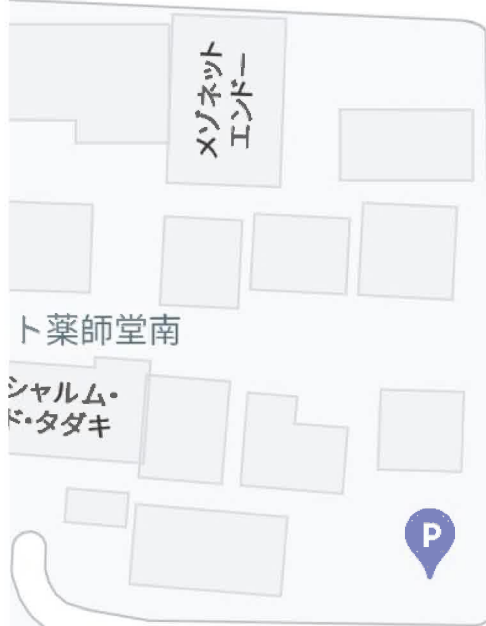 メゾネット
エンドー
ト薬師堂南
シャルム・
ド・タダキ
P